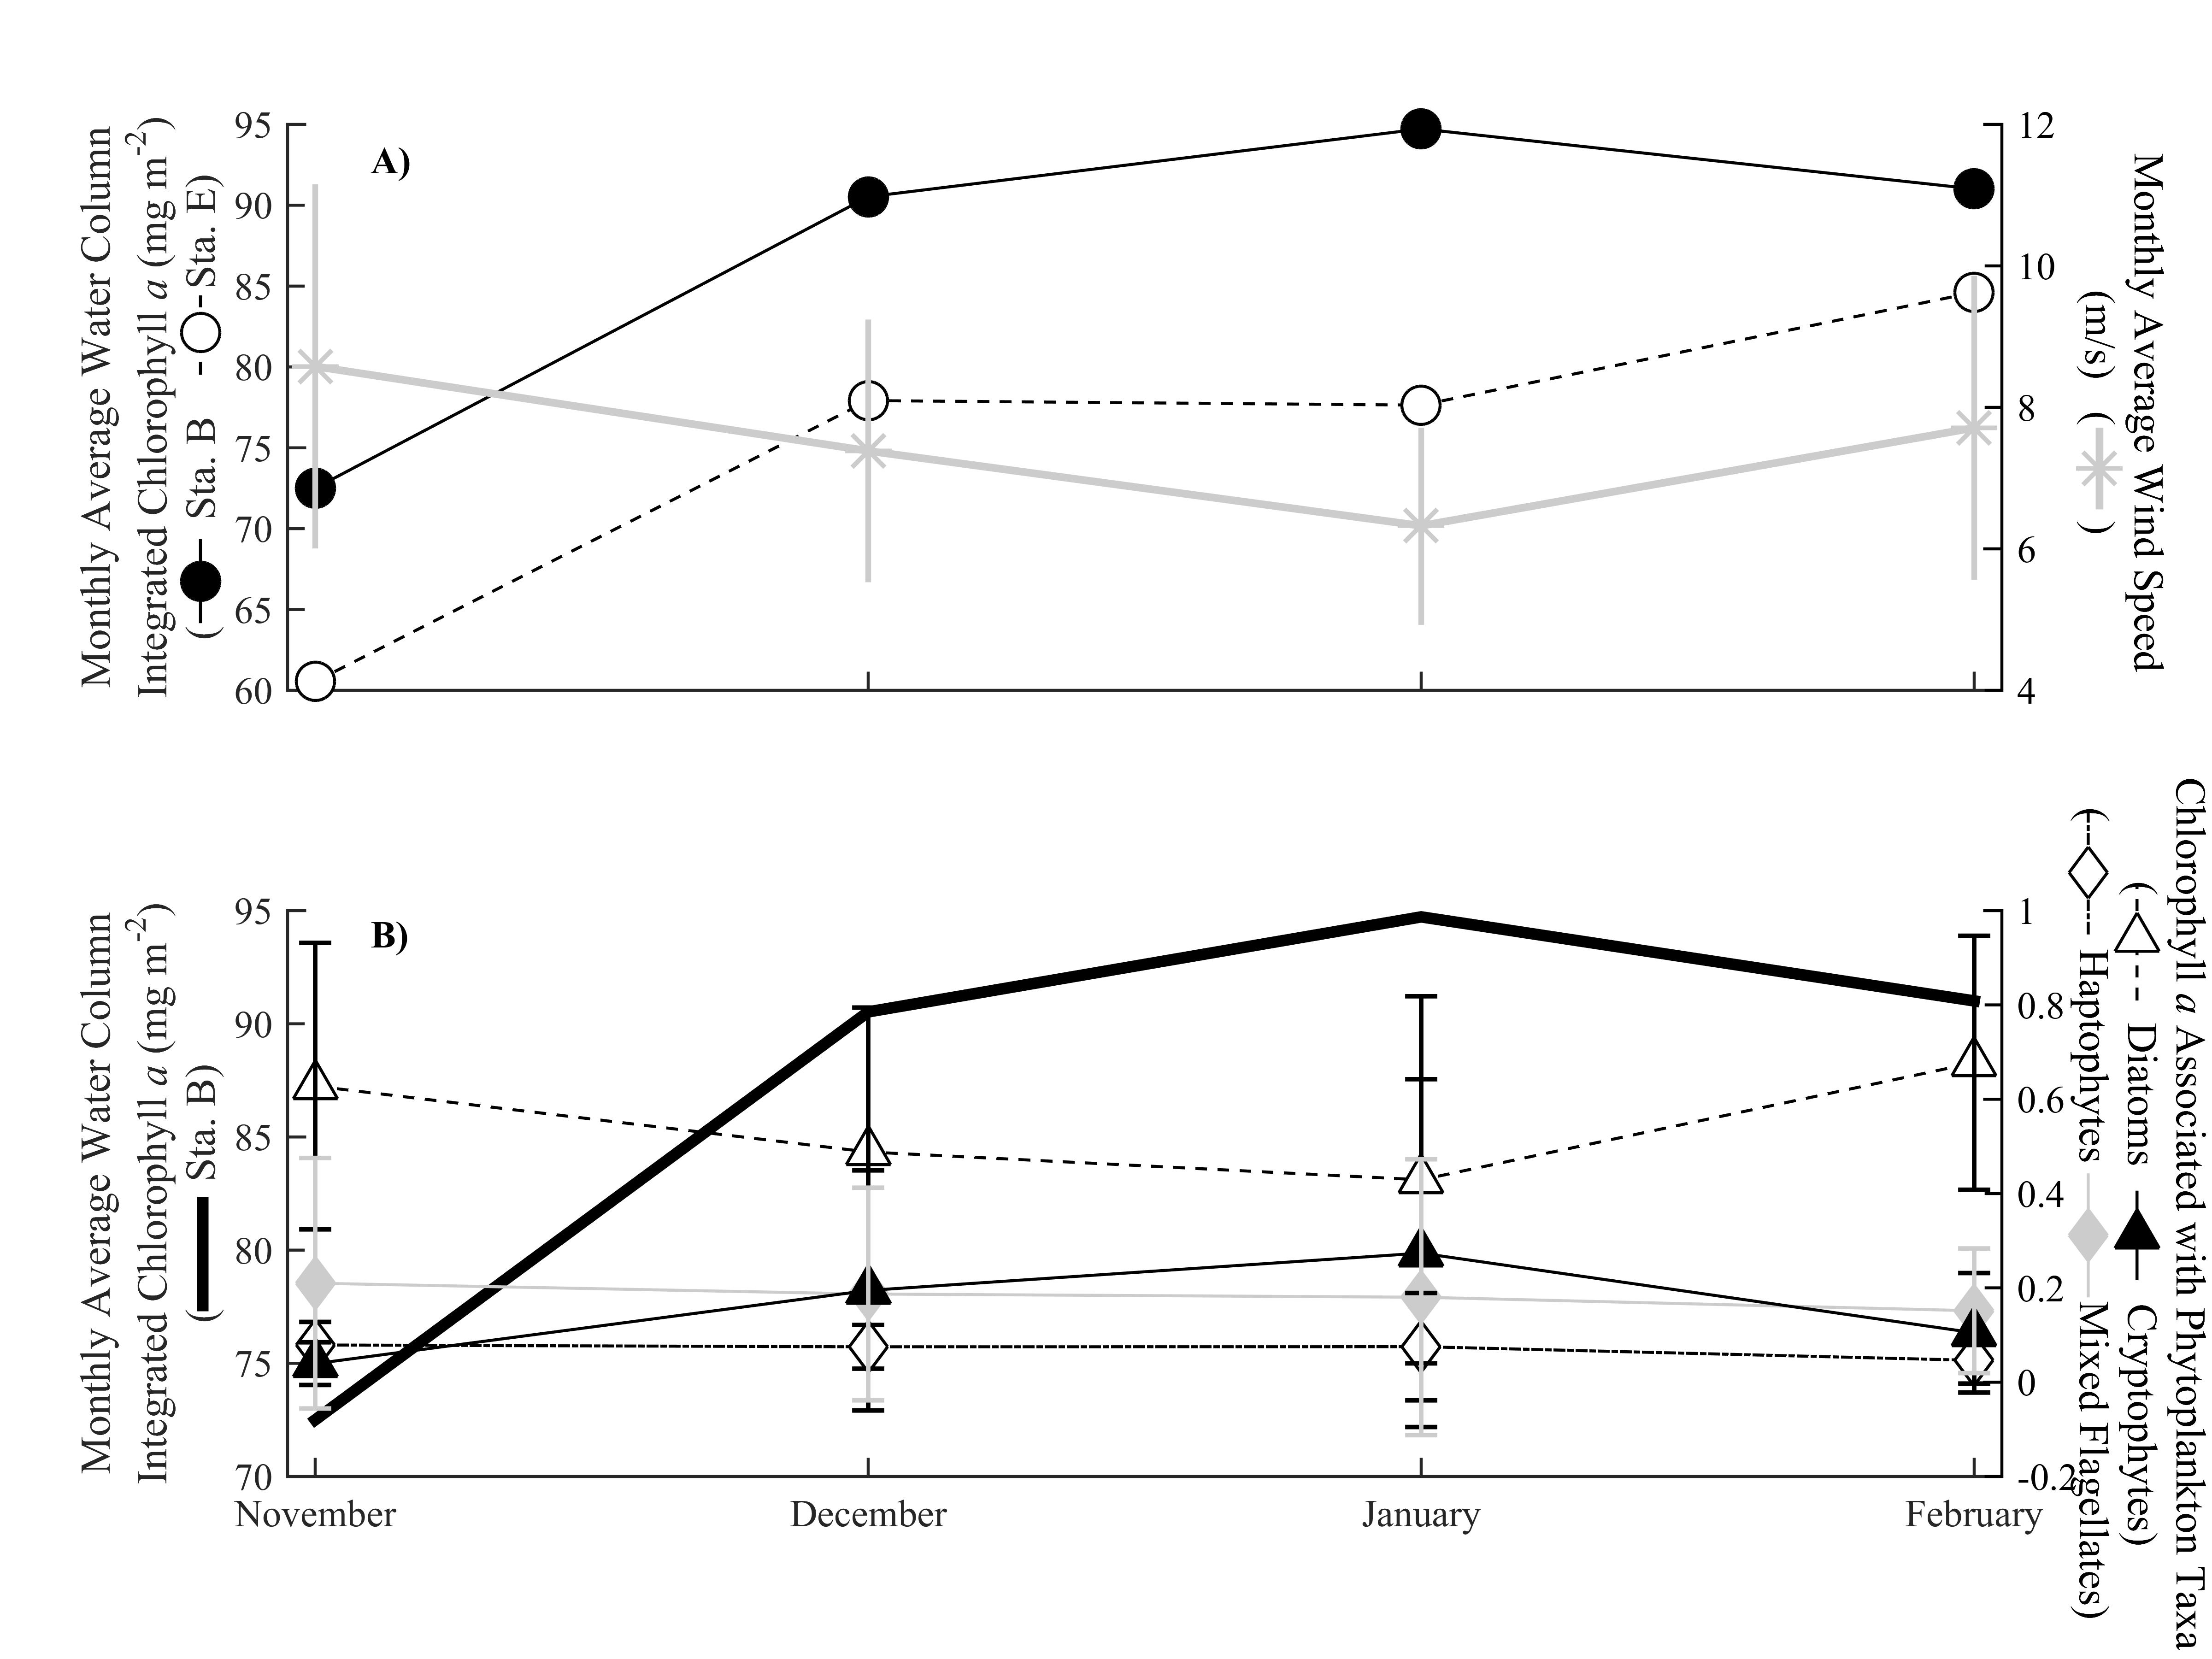 Monthly Average Water Column
Integrated Chlorophyll a (mg m-2)
( Sta. B Sta. E)
95
90
85
80
75
70
65
60
A)
12
10
8
6
4
Monthly Average Wind Speed
(m/s) ( )
Monthly Average Water Column
Integrated Chlorophyll a (mg m-2)
( Sta. B)
95
90
85
80
75
70
B)
1
0.8
0.6
0.4
0.2
0
-0.2
Chlorophyll a Associated with Phytoplankton Taxa
( Diatoms Cryptophytes)
( Haptophytes Mixed Flagellates)
November December January February